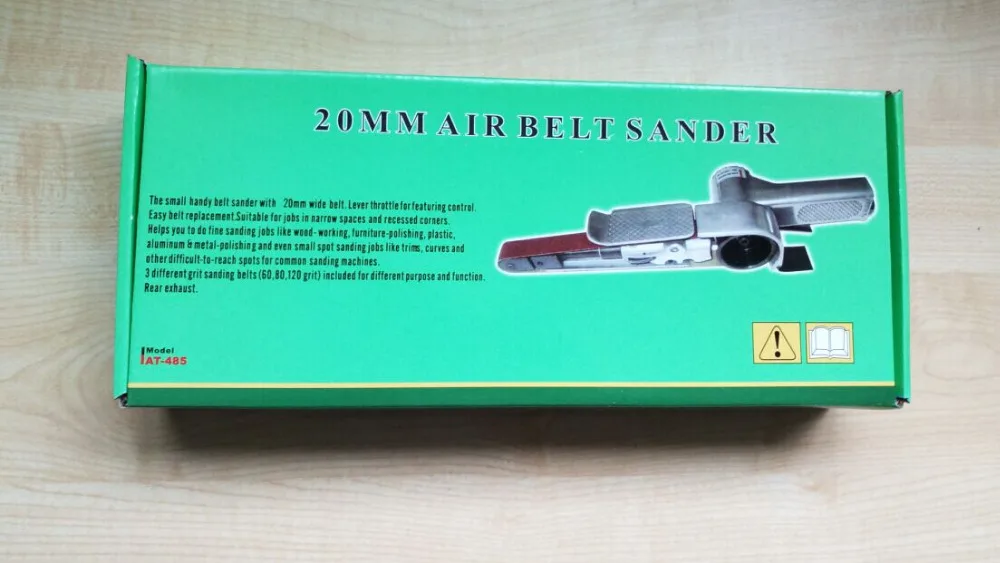 20MM AIR BELT SANDER
The small handy belt sander with 20mm wide belt. Lever throttle for featuring control.
Easy belt replacement.Suitable for jobs in narrow spaces and recessed corners.
Helps you to do fine sanding jobs like wood-working, furniture-polishing, plastic,
aluminum & metal-polishing and even small spot sanding jobs like trims, curves and
other difficult-to-reach spots for common sanding machines.
3 different grit sanding belts (60,80,120 grit) included for different purpose and function.
Rear exhaust.
Model
AT-485